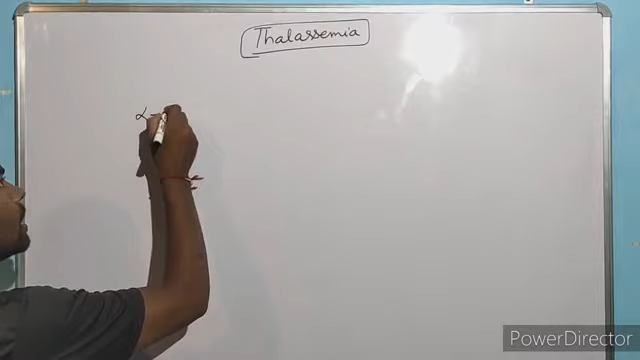 Thalassemia
α-
PowerDirector